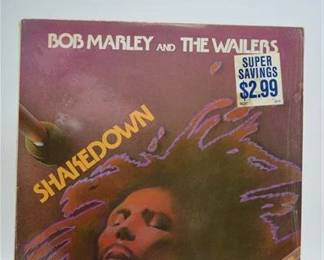 BOB MARLEY AND THE WAILERS
SUPER
SAVINGS
$2.99
SHAKEDOWN